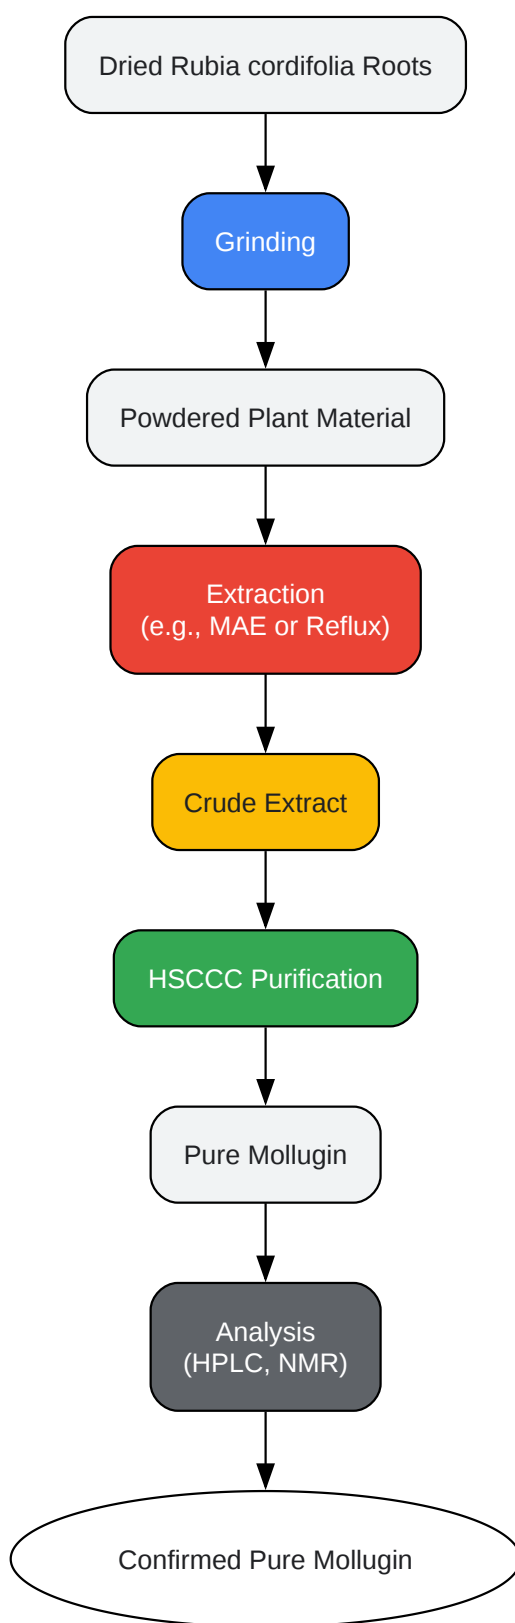 Dried Rubia cordifolia Roots
Grinding
Powdered Plant Material
Extraction
(e.g., MAE or Reflux)
Crude Extract
HSCCC Purification
Pure Mollugin
Analysis
(HPLC, NMR)
Confirmed Pure Mollugin